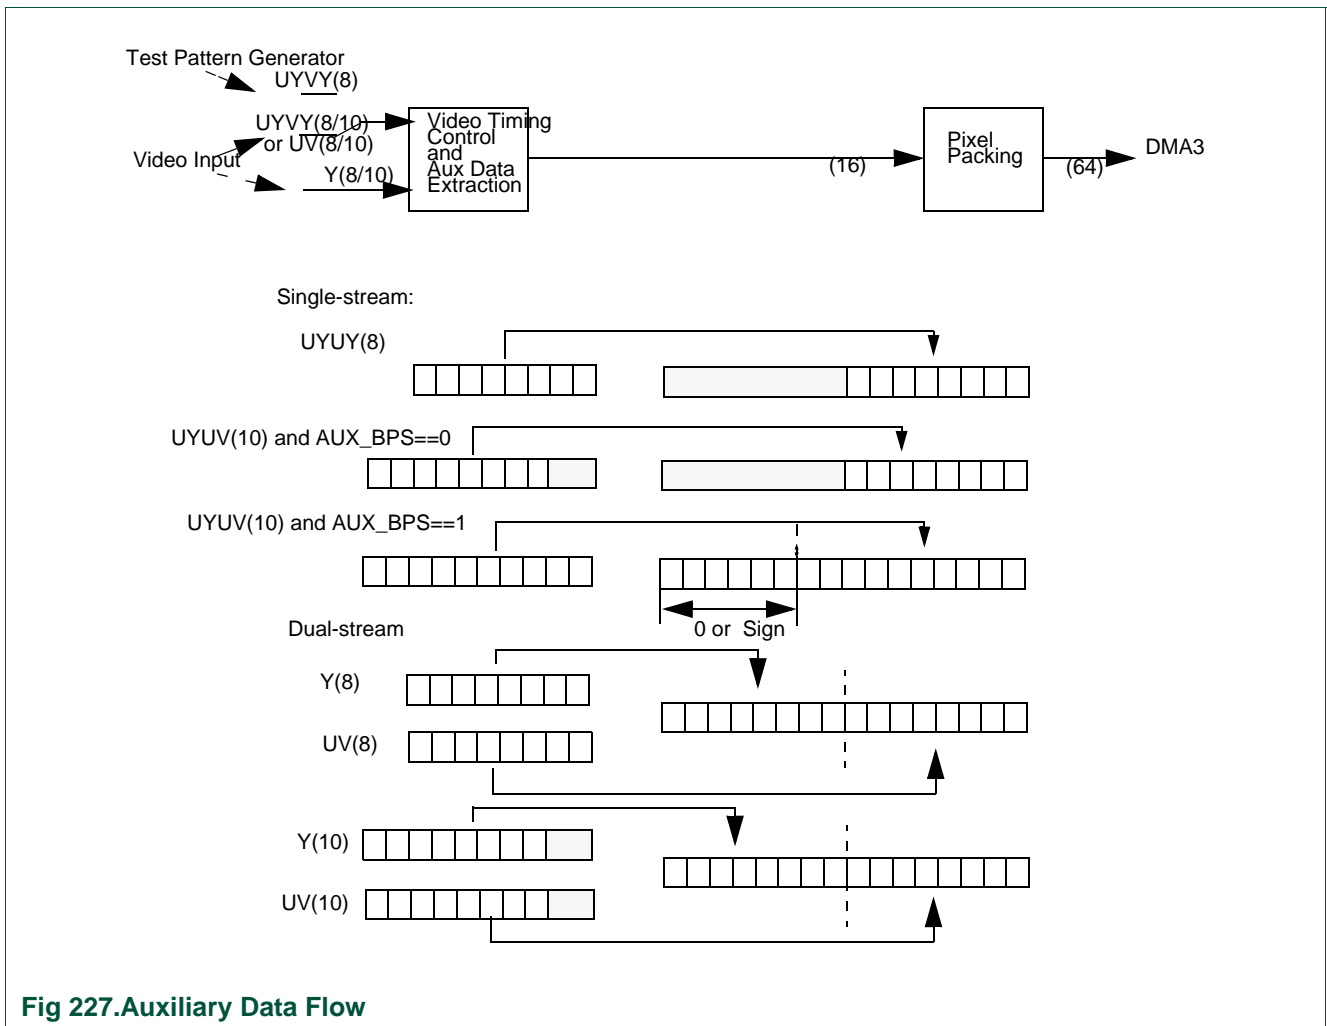 Test Pattern Generator
UYVY(8)
UYVY(8/10)
or UV(8/10)
Video Input
Y(8/10)
Video Timing
Control
and
Aux Data
Extraction
(16)
Pixel
Packing
(64)
DMA3
Single-stream:
UYUY(8)
UYUV(10) and AUX_BPS==0
UYUV(10) and AUX_BPS==1
0 or Sign
Dual-stream
Y(8)
UV(8)
Y(10)
UV(10)
Fig 227.Auxiliary Data Flow